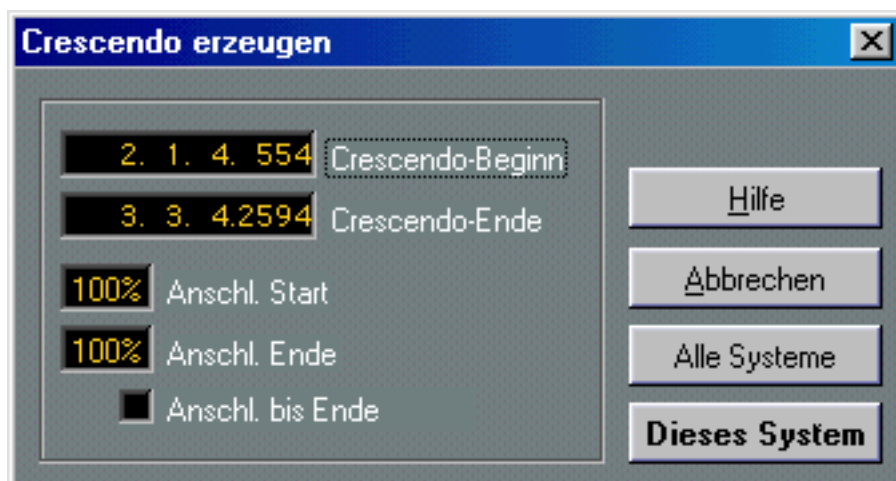 Crescendo erzeugen
2. 1. 4. 554 Crescendo-Beginn
3. 3. 4.2594 Crescendo-Ende
100% Anschl. Start
100% Anschl. Ende
Anschl. bis Ende
Hilfe
Abbrechen
Alle Systeme
Dieses System